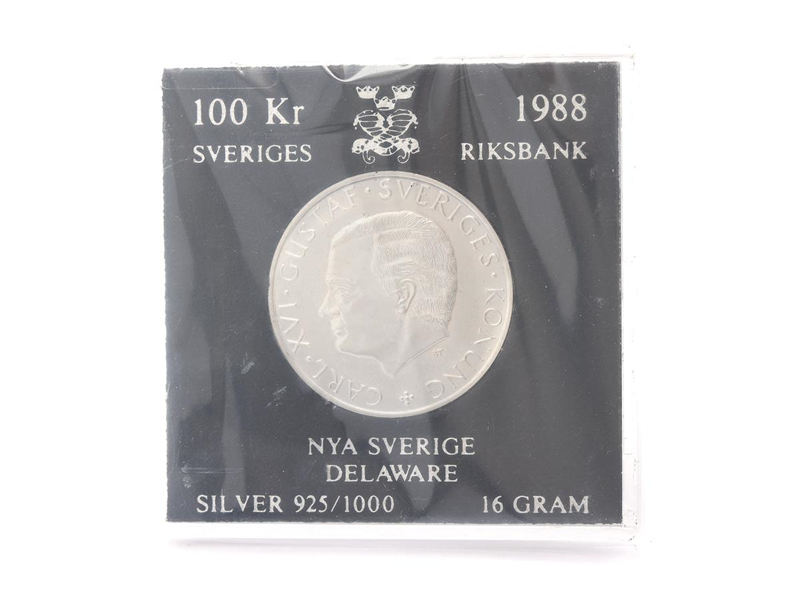 100 Kr
1988
SVERIGES
RIKSBANK
CARL · XVI · GUSTAF · SVERIGES · KONUNG
NYA SVERIGE
DELAWARE
SILVER 925/1000
16 GRAM